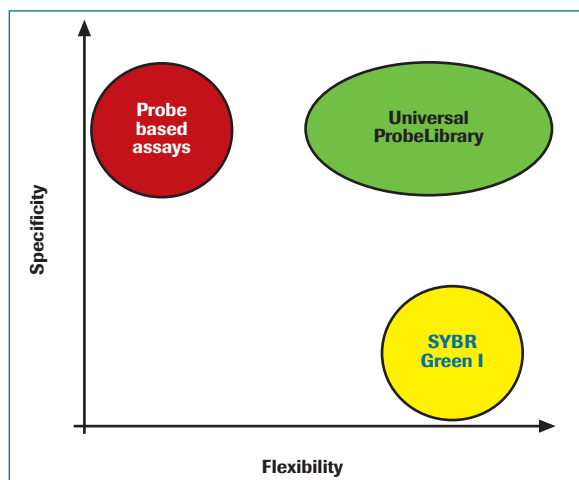 Specificity
Probe
based
assays
Universal
ProbeLibrary
SYBR
Green I
Flexibility